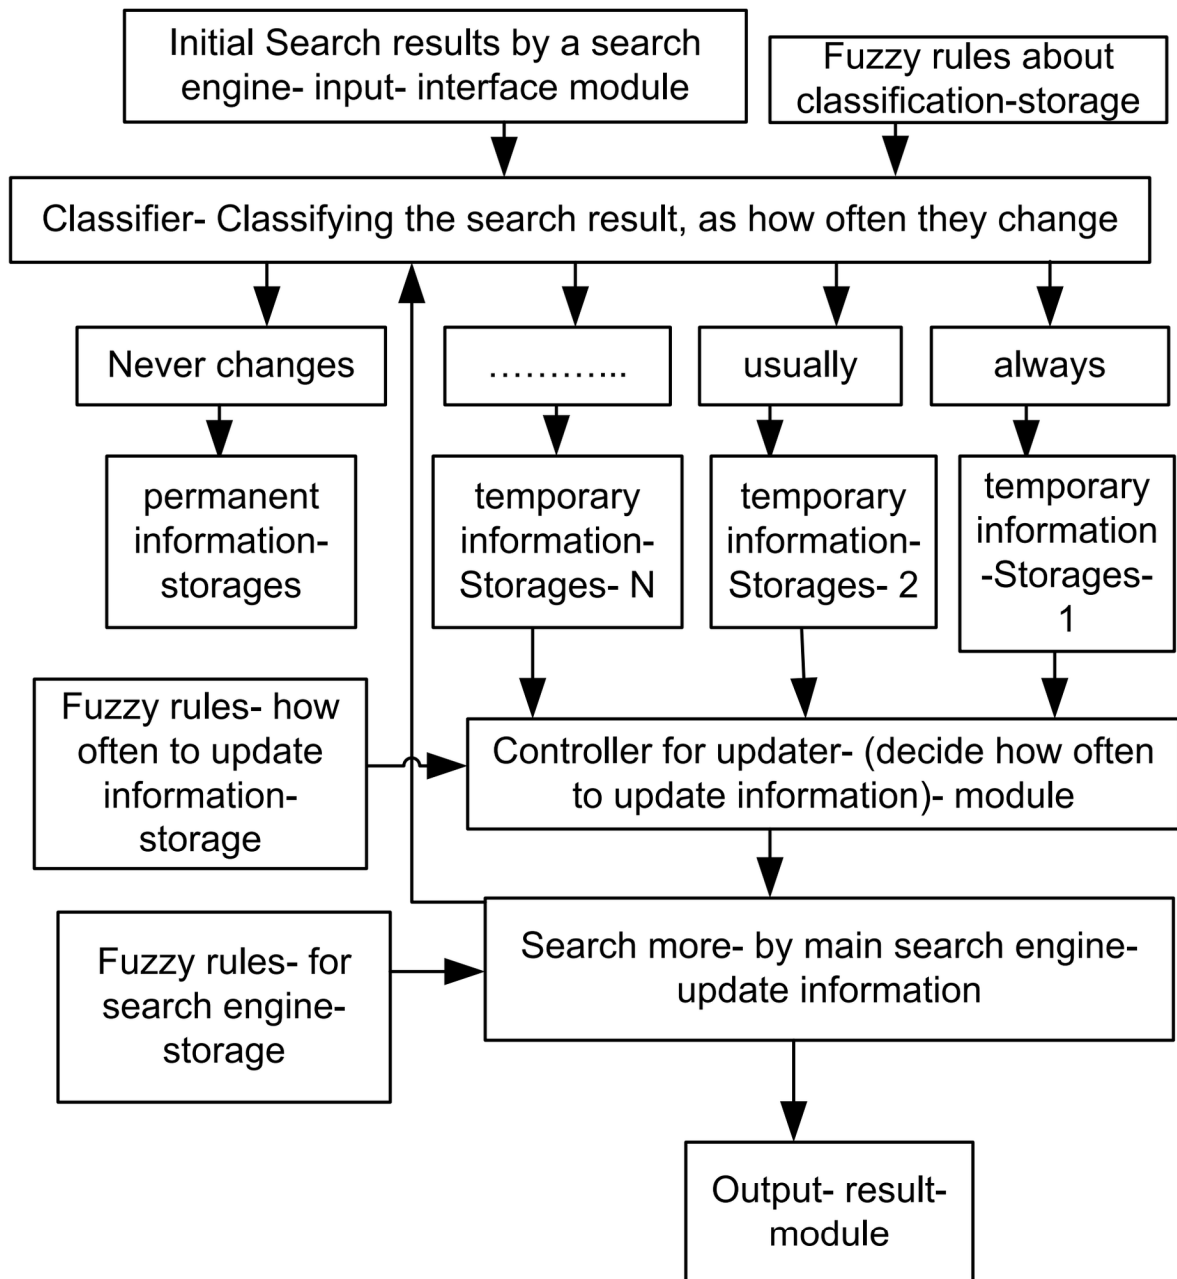 Initial Search results by a search
engine- input- interface module
Fuzzy rules about
classification-storage
Classifier- Classifying the search result, as how often they change
Never changes
………...
usually
always
permanent
information-
storages
temporary
information-
Storages- N
temporary
information-
Storages- 2
temporary
information
-Storages-
1
Fuzzy rules- how
often to update
information-
storage
Controller for updater- (decide how often
to update information)- module
Fuzzy rules- for
search engine-
storage
Search more- by main search engine-
update information
Output- result-
module